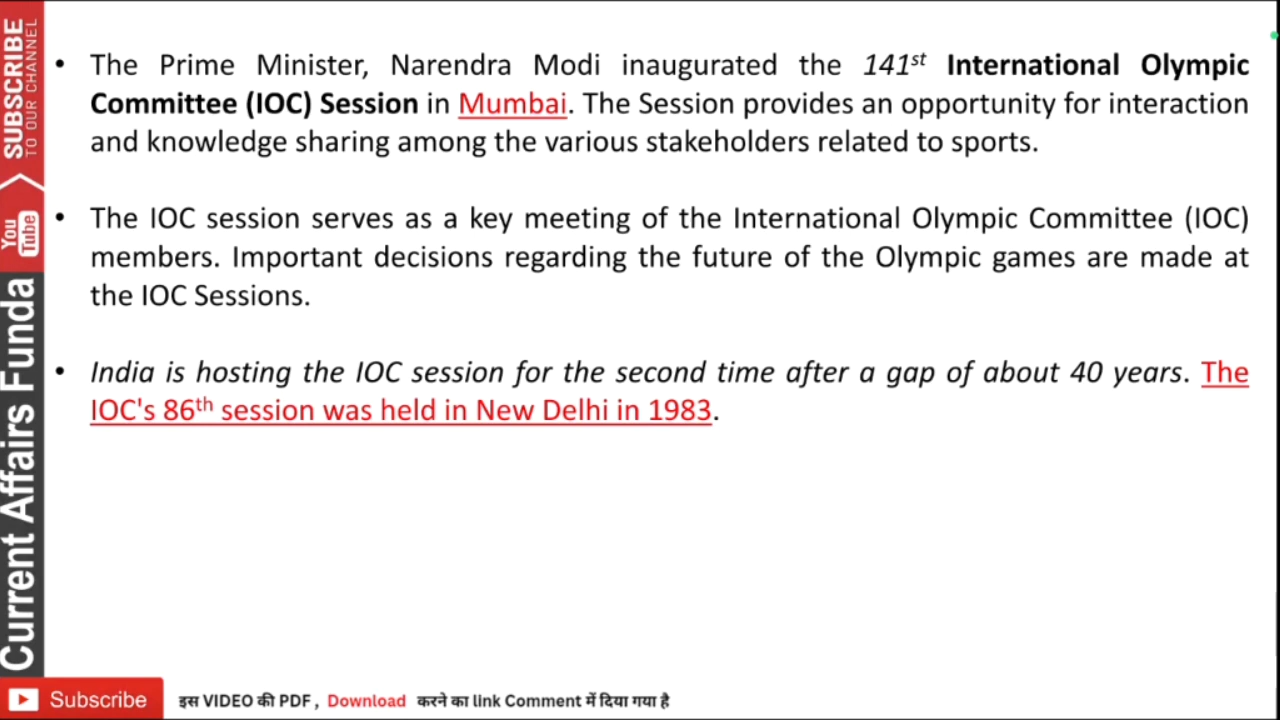 SUBSCRIBE
TO OUR CHANNEL
You
Tube
Current Affairs Funda
• The Prime Minister, Narendra Modi inaugurated the 141st International Olympic
Committee (IOC) Session in Mumbai. The Session provides an opportunity for interaction
and knowledge sharing among the various stakeholders related to sports.
• The IOC session serves as a key meeting of the International Olympic Committee (IOC)
members. Important decisions regarding the future of the Olympic games are made at
the IOC Sessions.
• India is hosting the IOC session for the second time after a gap of about 40 years. The
IOC's 86th session was held in New Delhi in 1983.
Subscribe इस VIDEO की PDF , Download करने का link Comment में दिया गया है